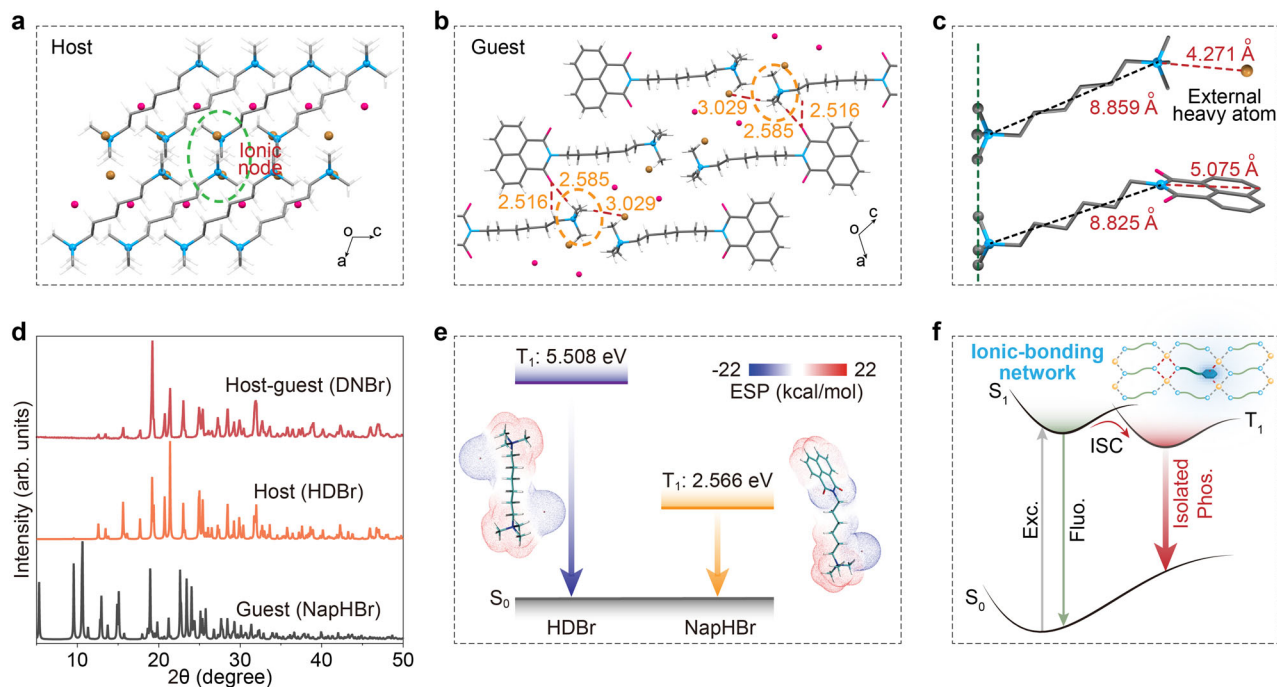 a
Host
Ionic
node
o
c
a
b
Guest
3.029
2.585
2.516
2.585
2.516
3.029
c
o
a
c
4.271 Å
8.859 Å
External
heavy atom
5.075 Å
8.825 Å
d
Intensity (arb. units)
Host-guest (DNBr)
Host (HDBr)
Guest (NapHBr)
10
20
30
40
50
2θ (degree)
e
T₁: 5.508 eV
-22
22
ESP (kcal/mol)
T₁: 2.566 eV
S₀
HDBr
NapHBr
f
Ionic-bonding
network
S₁
T₁
ISC
Exc.
Fluo.
Isolated
Phos.
S₀